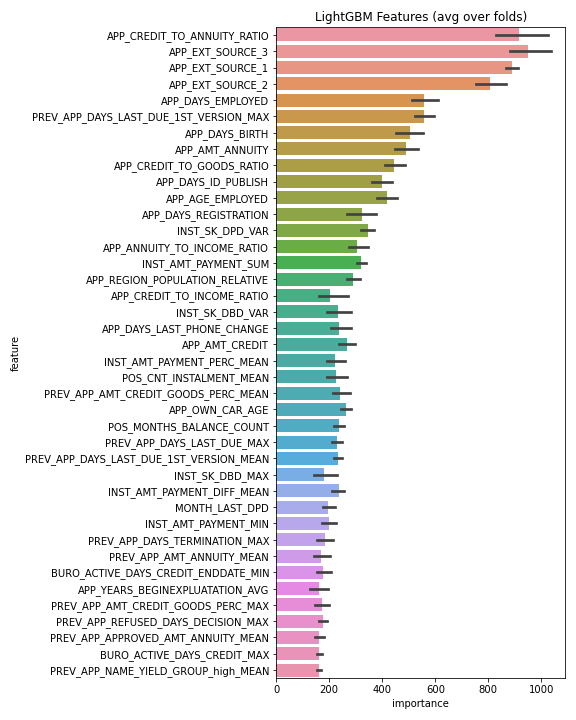 LightGBM Features (avg over folds)
APP_CREDIT_TO_ANNUITY_RATIO
APP_EXT_SOURCE_3
APP_EXT_SOURCE_1
APP_EXT_SOURCE_2
APP_DAYS_EMPLOYED
PREV_APP_DAYS_LAST_DUE_1ST_VERSION_MAX
APP_DAYS_BIRTH
APP_AMT_ANNUITY
APP_CREDIT_TO_GOODS_RATIO
APP_DAYS_ID_PUBLISH
APP_AGE_EMPLOYED
APP_DAYS_REGISTRATION
INST_SK_DPD_VAR
APP_ANNUITY_TO_INCOME_RATIO
INST_AMT_PAYMENT_SUM
APP_REGION_POPULATION_RELATIVE
APP_CREDIT_TO_INCOME_RATIO
INST_SK_DBD_VAR
APP_DAYS_LAST_PHONE_CHANGE
APP_AMT_CREDIT
feature
INST_AMT_PAYMENT_PERC_MEAN
POS_CNT_INSTALMENT_MEAN
PREV_APP_AMT_CREDIT_GOODS_PERC_MEAN
APP_OWN_CAR_AGE
POS_MONTHS_BALANCE_COUNT
PREV_APP_DAYS_LAST_DUE_MAX
PREV_APP_DAYS_LAST_DUE_1ST_VERSION_MEAN
INST_SK_DBD_MAX
INST_AMT_PAYMENT_DIFF_MEAN
MONTH_LAST_DPD
INST_AMT_PAYMENT_MIN
PREV_APP_DAYS_TERMINATION_MAX
PREV_APP_AMT_ANNUITY_MEAN
BURO_ACTIVE_DAYS_CREDIT_ENDDATE_MIN
APP_YEARS_BEGINEXPLUATATION_AVG
PREV_APP_AMT_CREDIT_GOODS_PERC_MAX
PREV_APP_REFUSED_DAYS_DECISION_MAX
PREV_APP_APPROVED_AMT_ANNUITY_MEAN
BURO_ACTIVE_DAYS_CREDIT_MAX
PREV_APP_NAME_YIELD_GROUP_high_MEAN
0 200 400 600 800 1000
importance